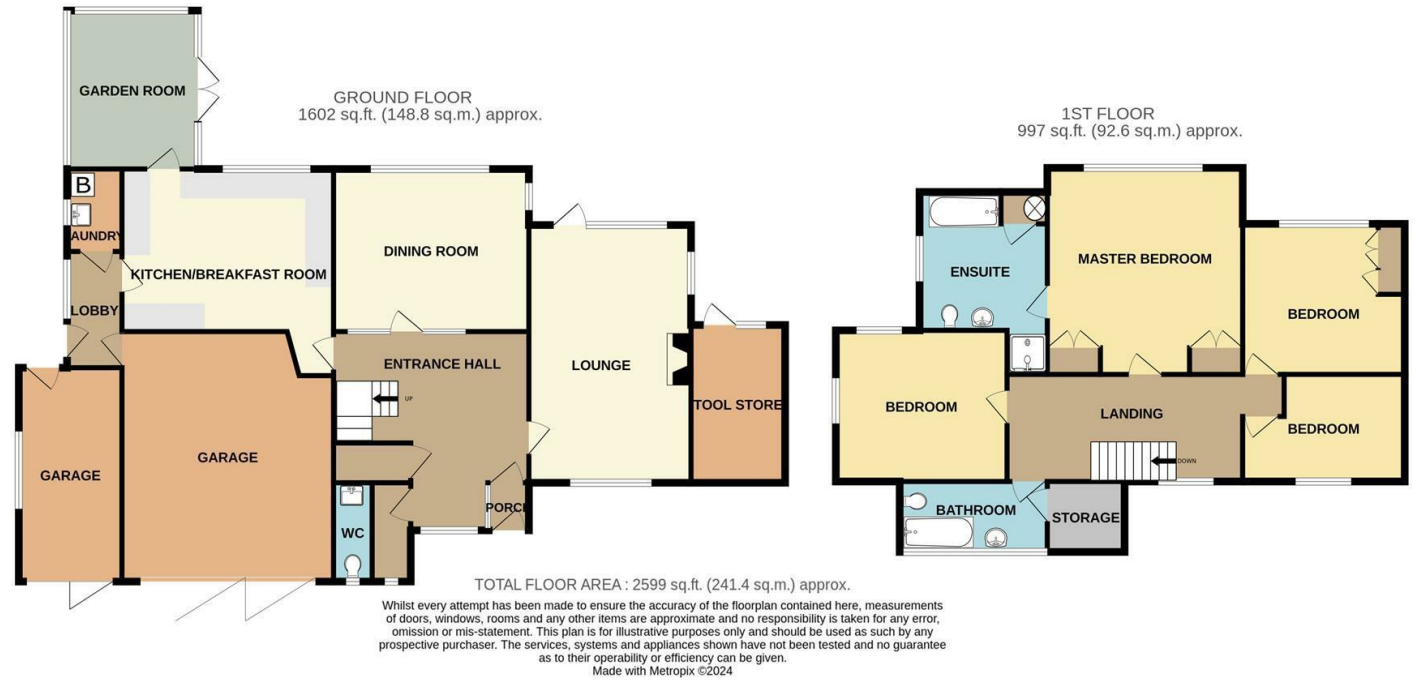 GARDEN ROOM
GROUND FLOOR
1602 sq.ft. (148.8 sq.m.) approx.
B
LAUNDRY
KITCHEN/BREAKFAST ROOM
DINING ROOM
LOBBY
ENTRANCE HALL
UP
LOUNGE
TOOL STORE
GARAGE
GARAGE
WC
PORCH
1ST FLOOR
997 sq.ft. (92.6 sq.m.) approx.
ENSUITE
MASTER BEDROOM
BEDROOM
BEDROOM
LANDING
BEDROOM
DOWN
BATHROOM
STORAGE
TOTAL FLOOR AREA : 2599 sq.ft. (241.4 sq.m.) approx.
Whilst every attempt has been made to ensure the accuracy of the floorplan contained here, measurements
of doors, windows, rooms and any other items are approximate and no responsibility is taken for any error,
omission or mis-statement. This plan is for illustrative purposes only and should be used as such by any
prospective purchaser. The services, systems and appliances shown have not been tested and no guarantee
as to their operability or efficiency can be given.
Made with Metropix ©2024